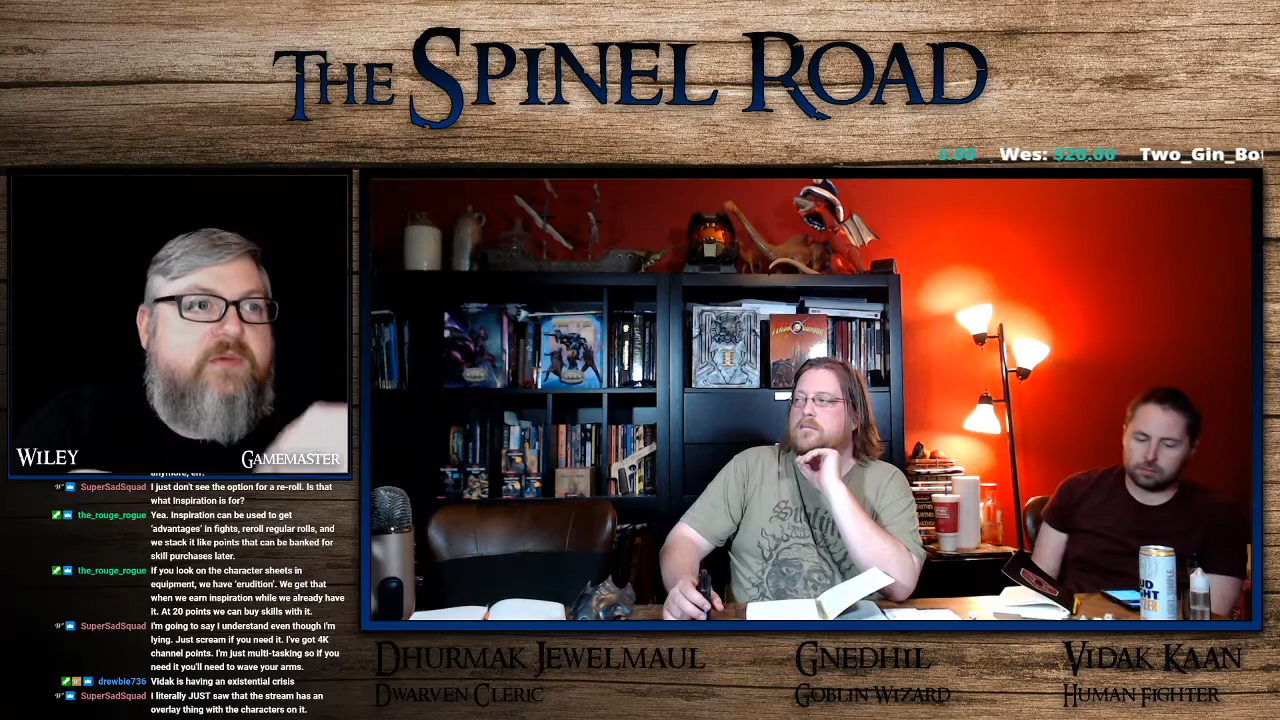 The Spinel Road
Wes: $20.00 Two_Gin_Bo
Wiley
Gamemaster
SuperSadSquad I just don't see the option for a re-roll. Is that
what Inspiration is for?
the_rouge_rogue Yea. Inspiration can be used to get
'advantages' in fights, reroll regular rolls, and
we stack it like points that can be banked for
skill purchases later.
the_rouge_rogue If you look on the character sheets in
equipment, we have 'erudition'. We get that
when we earn inspiration while we already have
it. At 20 points we can buy skills with it.
SuperSadSquad I'm going to say I understand even though I'm
lying. Just scream if you need it. I've got 4K
channel points. I'm just multi-tasking so if you
need it you'll need to wave your arms.
drewbie736 Vidak is having an existential crisis
SuperSadSquad I literally JUST saw that the stream has an
overlay thing with the characters on it.
Dhurmak Jewelmaul
Dwarven Cleric
Gnedhil
Goblin Wizard
Vidak Kaan
Human Fighter